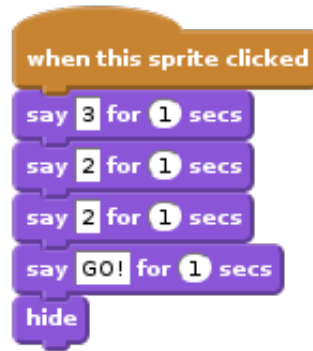 when this sprite clicked
say 3 for 1 secs
say 2 for 1 secs
say 2 for 1 secs
say GO! for 1 secs
hide